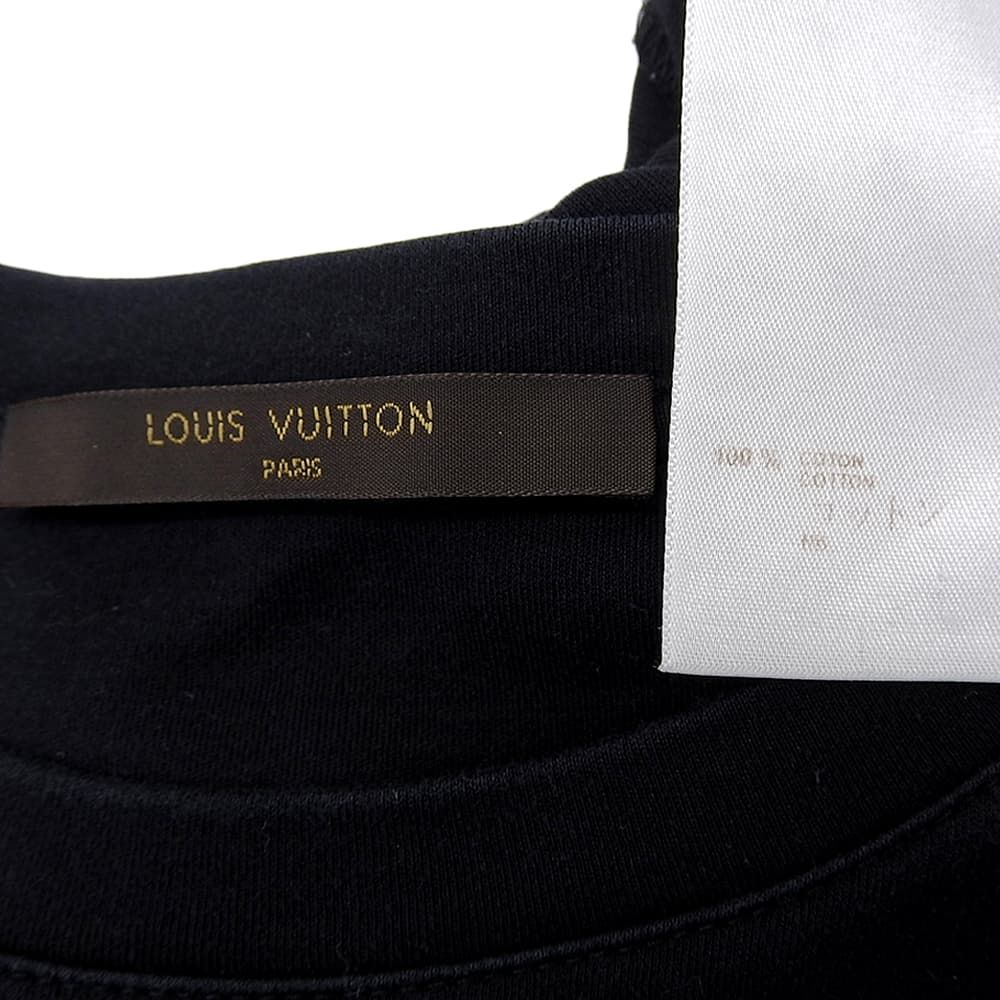 LOUIS VUITTON
PARIS
100 % COTON
COTTON
コットン